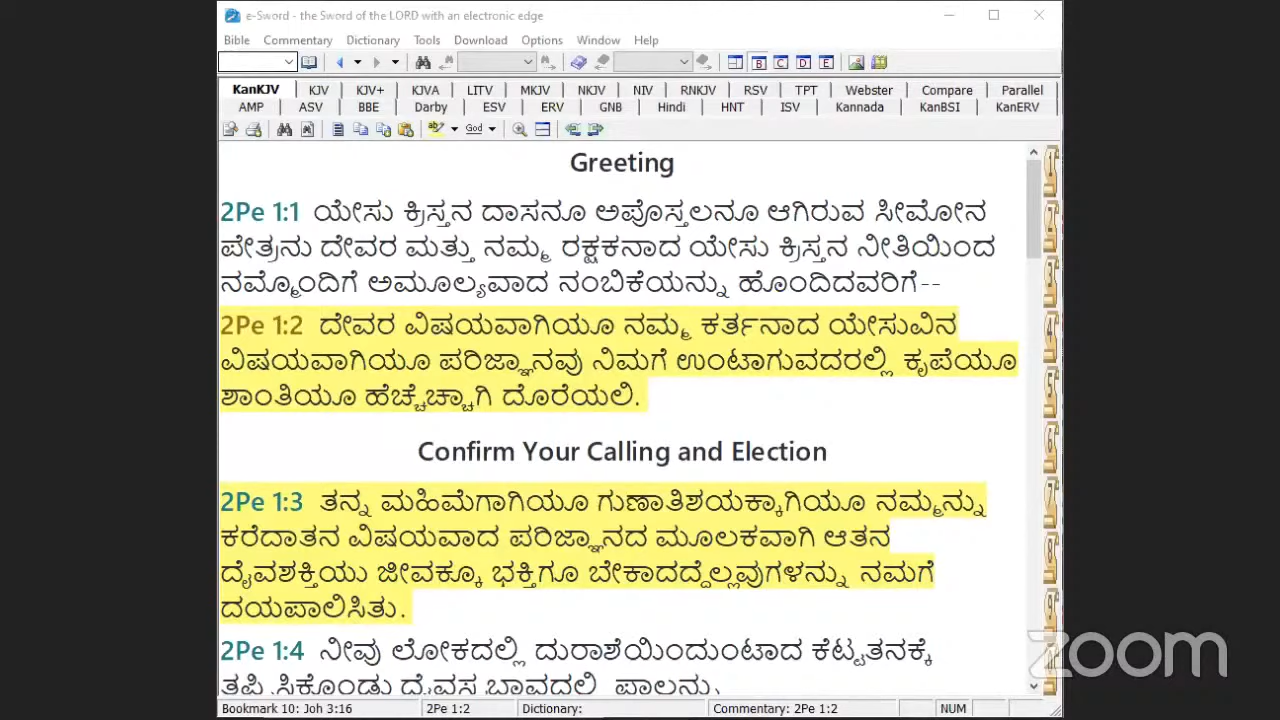 e-Sword - the Sword of the LORD with an electronic edge
Bible Commentary Dictionary Tools Download Options Window Help
KanKJV KJV KJV+ KJVA LITV MKJV NKJV NIV RNKJV RSV TPT Webster Compare Parallel
AMP ASV BBE Darby ESV ERV GNB Hindi HNT ISV Kannada KanBSI KanERV
God
Greeting
2Pe 1:1 ಯೇಸು ಕ್ರಿಸ್ತನ ದಾಸನೂ ಅಪೊಸ್ತಲನೂ ಆಗಿರುವ ಸೀಮೋನ
ಪೇತ್ರನು ದೇವರ ಮತ್ತು ನಮ್ಮ ರಕ್ಷಕನಾದ ಯೇಸು ಕ್ರಿಸ್ತನ ನೀತಿಯಿಂದ
ನಮ್ಮೊಂದಿಗೆ ಅಮೂಲ್ಯವಾದ ನಂಬಿಕೆಯನ್ನು ಹೊಂದಿದವರಿಗೆ--
2Pe 1:2 ದೇವರ ವಿಷಯವಾಗಿಯೂ ನಮ್ಮ ಕರ್ತನಾದ ಯೇಸುವಿನ
ವಿಷಯವಾಗಿಯೂ ಪರಿಜ್ಞಾನವು ನಿಮಗೆ ಉಂಟಾಗುವದರಲ್ಲಿ ಕೃಪೆಯೂ
ಶಾಂತಿಯೂ ಹೆಚ್ಚೆಚ್ಚಾಗಿ ದೊರೆಯಲಿ.
Confirm Your Calling and Election
2Pe 1:3 ತನ್ನ ಮಹಿಮೆಗಾಗಿಯೂ ಗುಣಾತಿಶಯಕ್ಕಾಗಿಯೂ ನಮ್ಮನ್ನು
ಕರೆದಾತನ ವಿಷಯವಾದ ಪರಿಜ್ಞಾನದ ಮೂಲಕವಾಗಿ ಆತನ
ದೈವಶಕ್ತಿಯು ಜೀವಕ್ಕೂ ಭಕ್ತಿಗೂ ಬೇಕಾದದ್ದೆಲ್ಲವುಗಳನ್ನು ನಮಗೆ
ದಯಪಾಲಿಸಿತು.
2Pe 1:4 ನೀವು ಲೋಕದಲ್ಲಿ ದುರಾಶೆಯಿಂದುಂಟಾದ ಕೆಟ್ಟತನಕ್ಕೆ
zoom
Bookmark 10: Joh 3:16 2Pe 1:2 Dictionary: Commentary: 2Pe 1:2 NUM